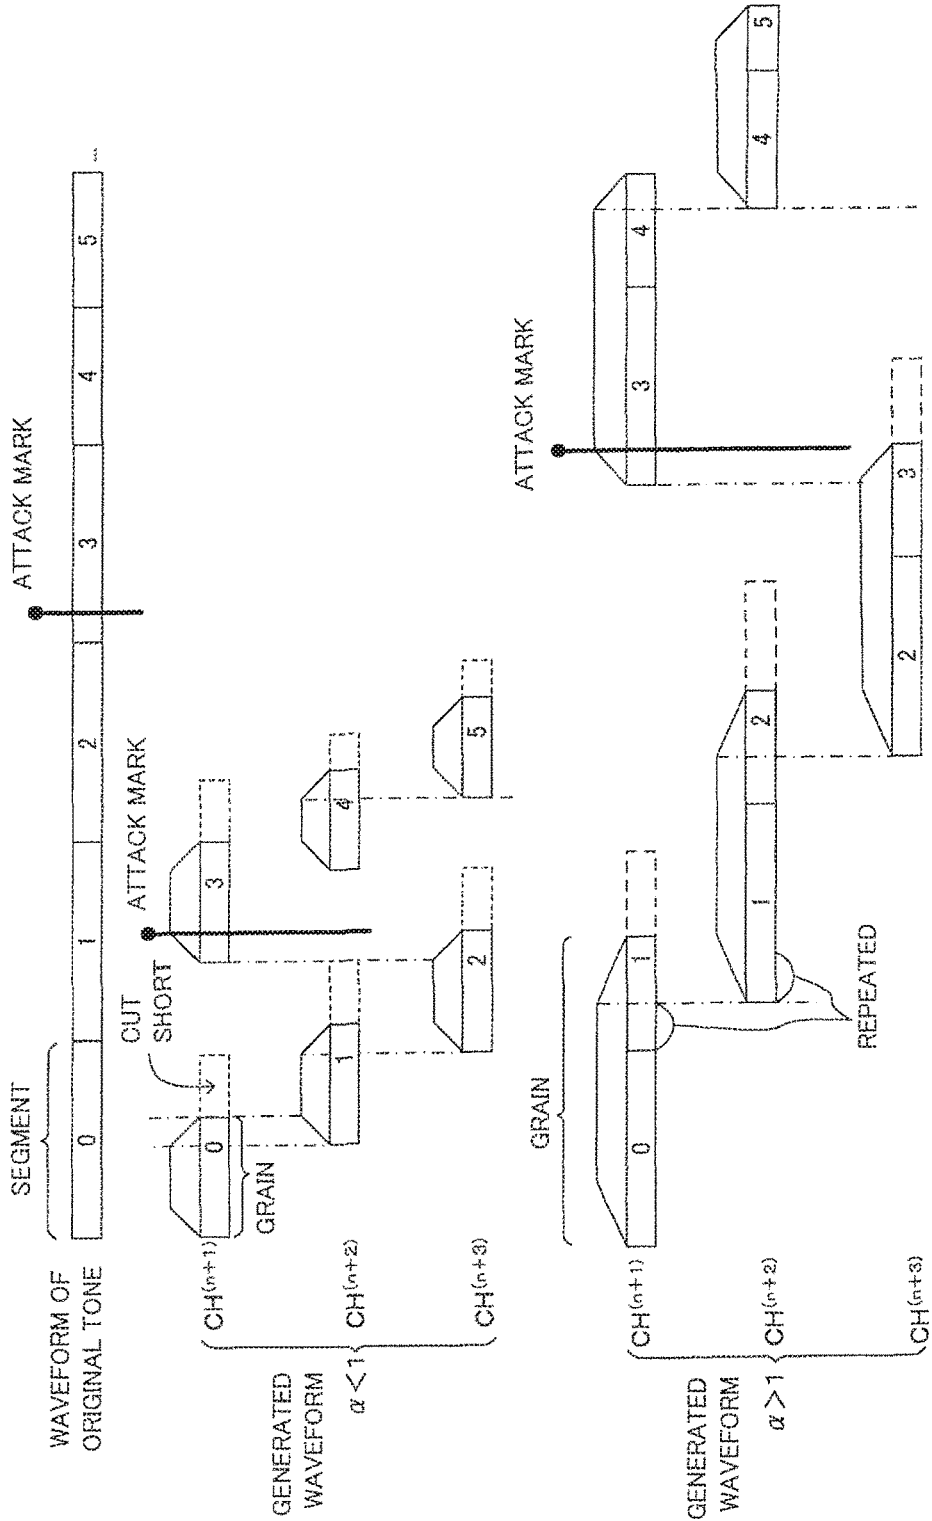 ATTACK MARK
SEGMENT
WAVEFORM OF
ORIGINAL TONE
0 1 2 3 4 5 ...
ATTACK MARK
CUT
SHORT
GENERATED
WAVEFORM
α<1
CH(n+1)
0 3
GRAIN
CH(n+2)
1 4
CH(n+3)
2 5
ATTACK MARK
GRAIN
GENERATED
WAVEFORM
α>1
CH(n+1)
0 1 3 4
CH(n+2)
1 2 4 5
REPEATED
CH(n+3)
2 3